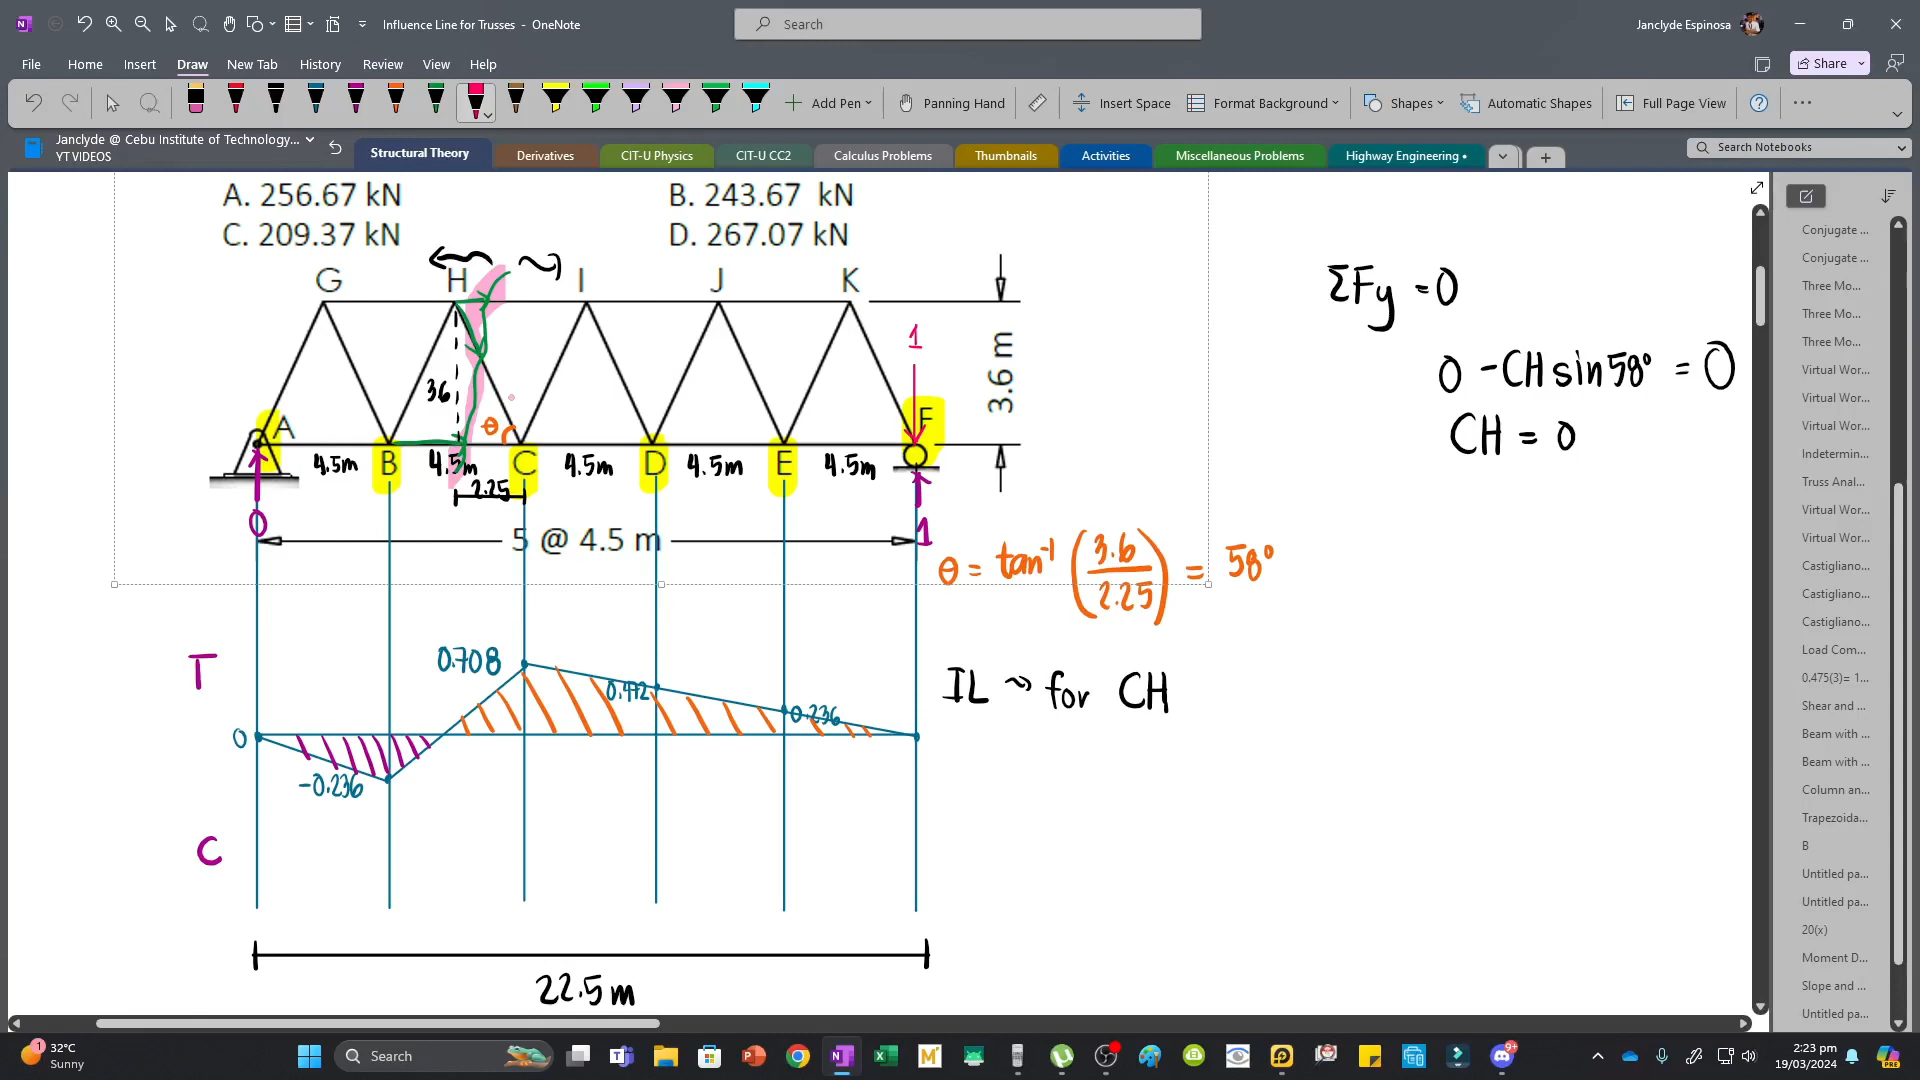 Influence Line for Trusses - OneNote
Search
Janclyde Espinosa
File Home Insert Draw New Tab History Review View Help
Share
Add Pen
Panning Hand
Insert Space
Format Background
Shapes
Automatic Shapes
Full Page View
Janclyde @ Cebu Institute of Technology...
YT VIDEOS
Structural Theory
Derivatives
CIT-U Physics
CIT-U CC2
Calculus Problems
Thumbnails
Activities
Miscellaneous Problems
Highway Engineering •
Search Notebooks
A. 256.67 kN
B. 243.67 kN
C. 209.37 kN
D. 267.07 kN
G H I J K
1
3.6
3.6 m
θ
A B C D E F
4.5m 4.5m 4.5m 4.5m 4.5m
2.25
0
1
5 @ 4.5 m
ΣFy = 0
0 - CH sin 58° = 0
CH = 0
θ = tan⁻¹ (3.6/2.25) = 58°
T
0.708
0.472
0.236
0
-0.236
C
IL ~> for CH
22.5 m
Conjugate ...
Conjugate ...
Three Mo...
Three Mo...
Three Mo...
Virtual Wor...
Virtual Wor...
Virtual Wor...
Indetermin...
Truss Anal...
Virtual Wor...
Virtual Wor...
Castigliano...
Castigliano...
Castigliano...
Load Com...
0.475(3)= 1...
Shear and ...
Beam with ...
Beam with ...
Column an...
Trapezoida...
B
Untitled pa...
Untitled pa...
20(x)
Moment D...
Slope and ...
Untitled pa...
1
32°C
Sunny
Search
9+
2:23 pm
19/03/2024
PRE